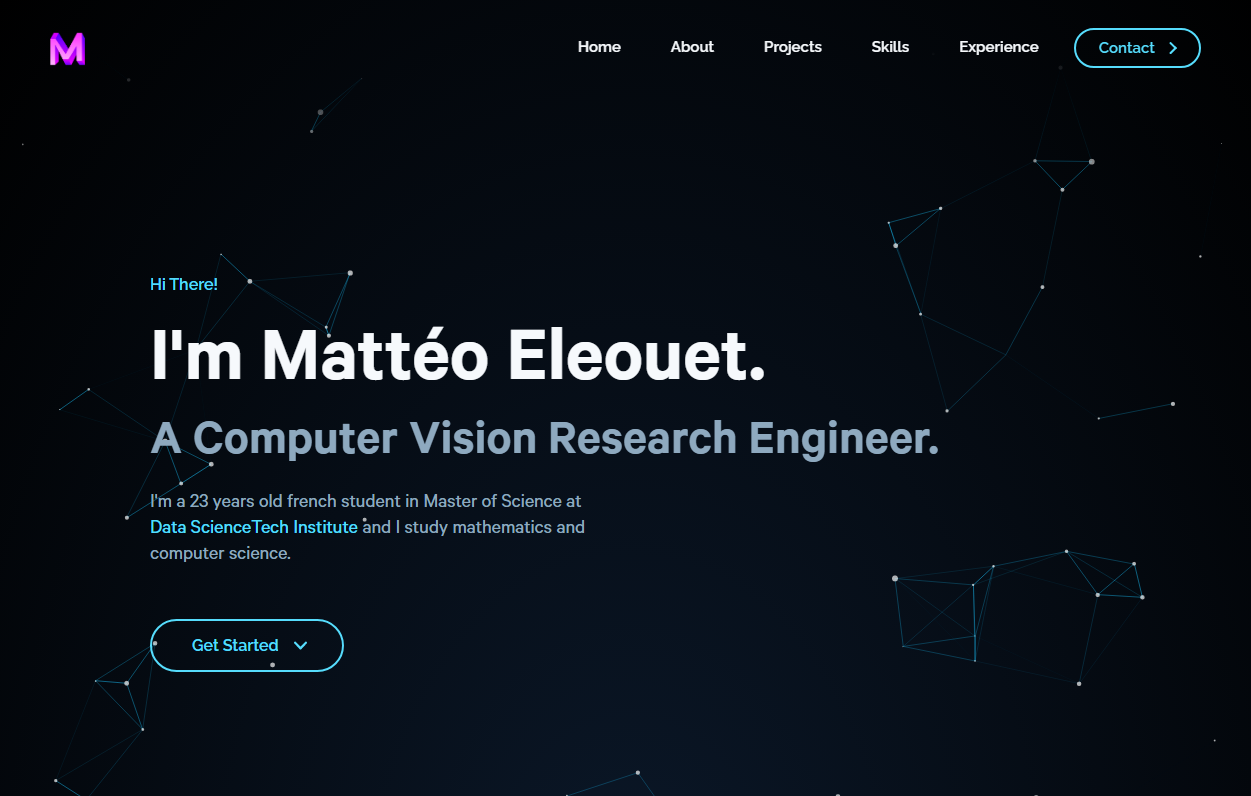 M
Home About Projects Skills Experience Contact
Hi There!
I'm Mattéo Eleouet.
A Computer Vision Research Engineer.
I'm a 23 years old french student in Master of Science at
Data ScienceTech Institute and I study mathematics and
computer science.
Get Started